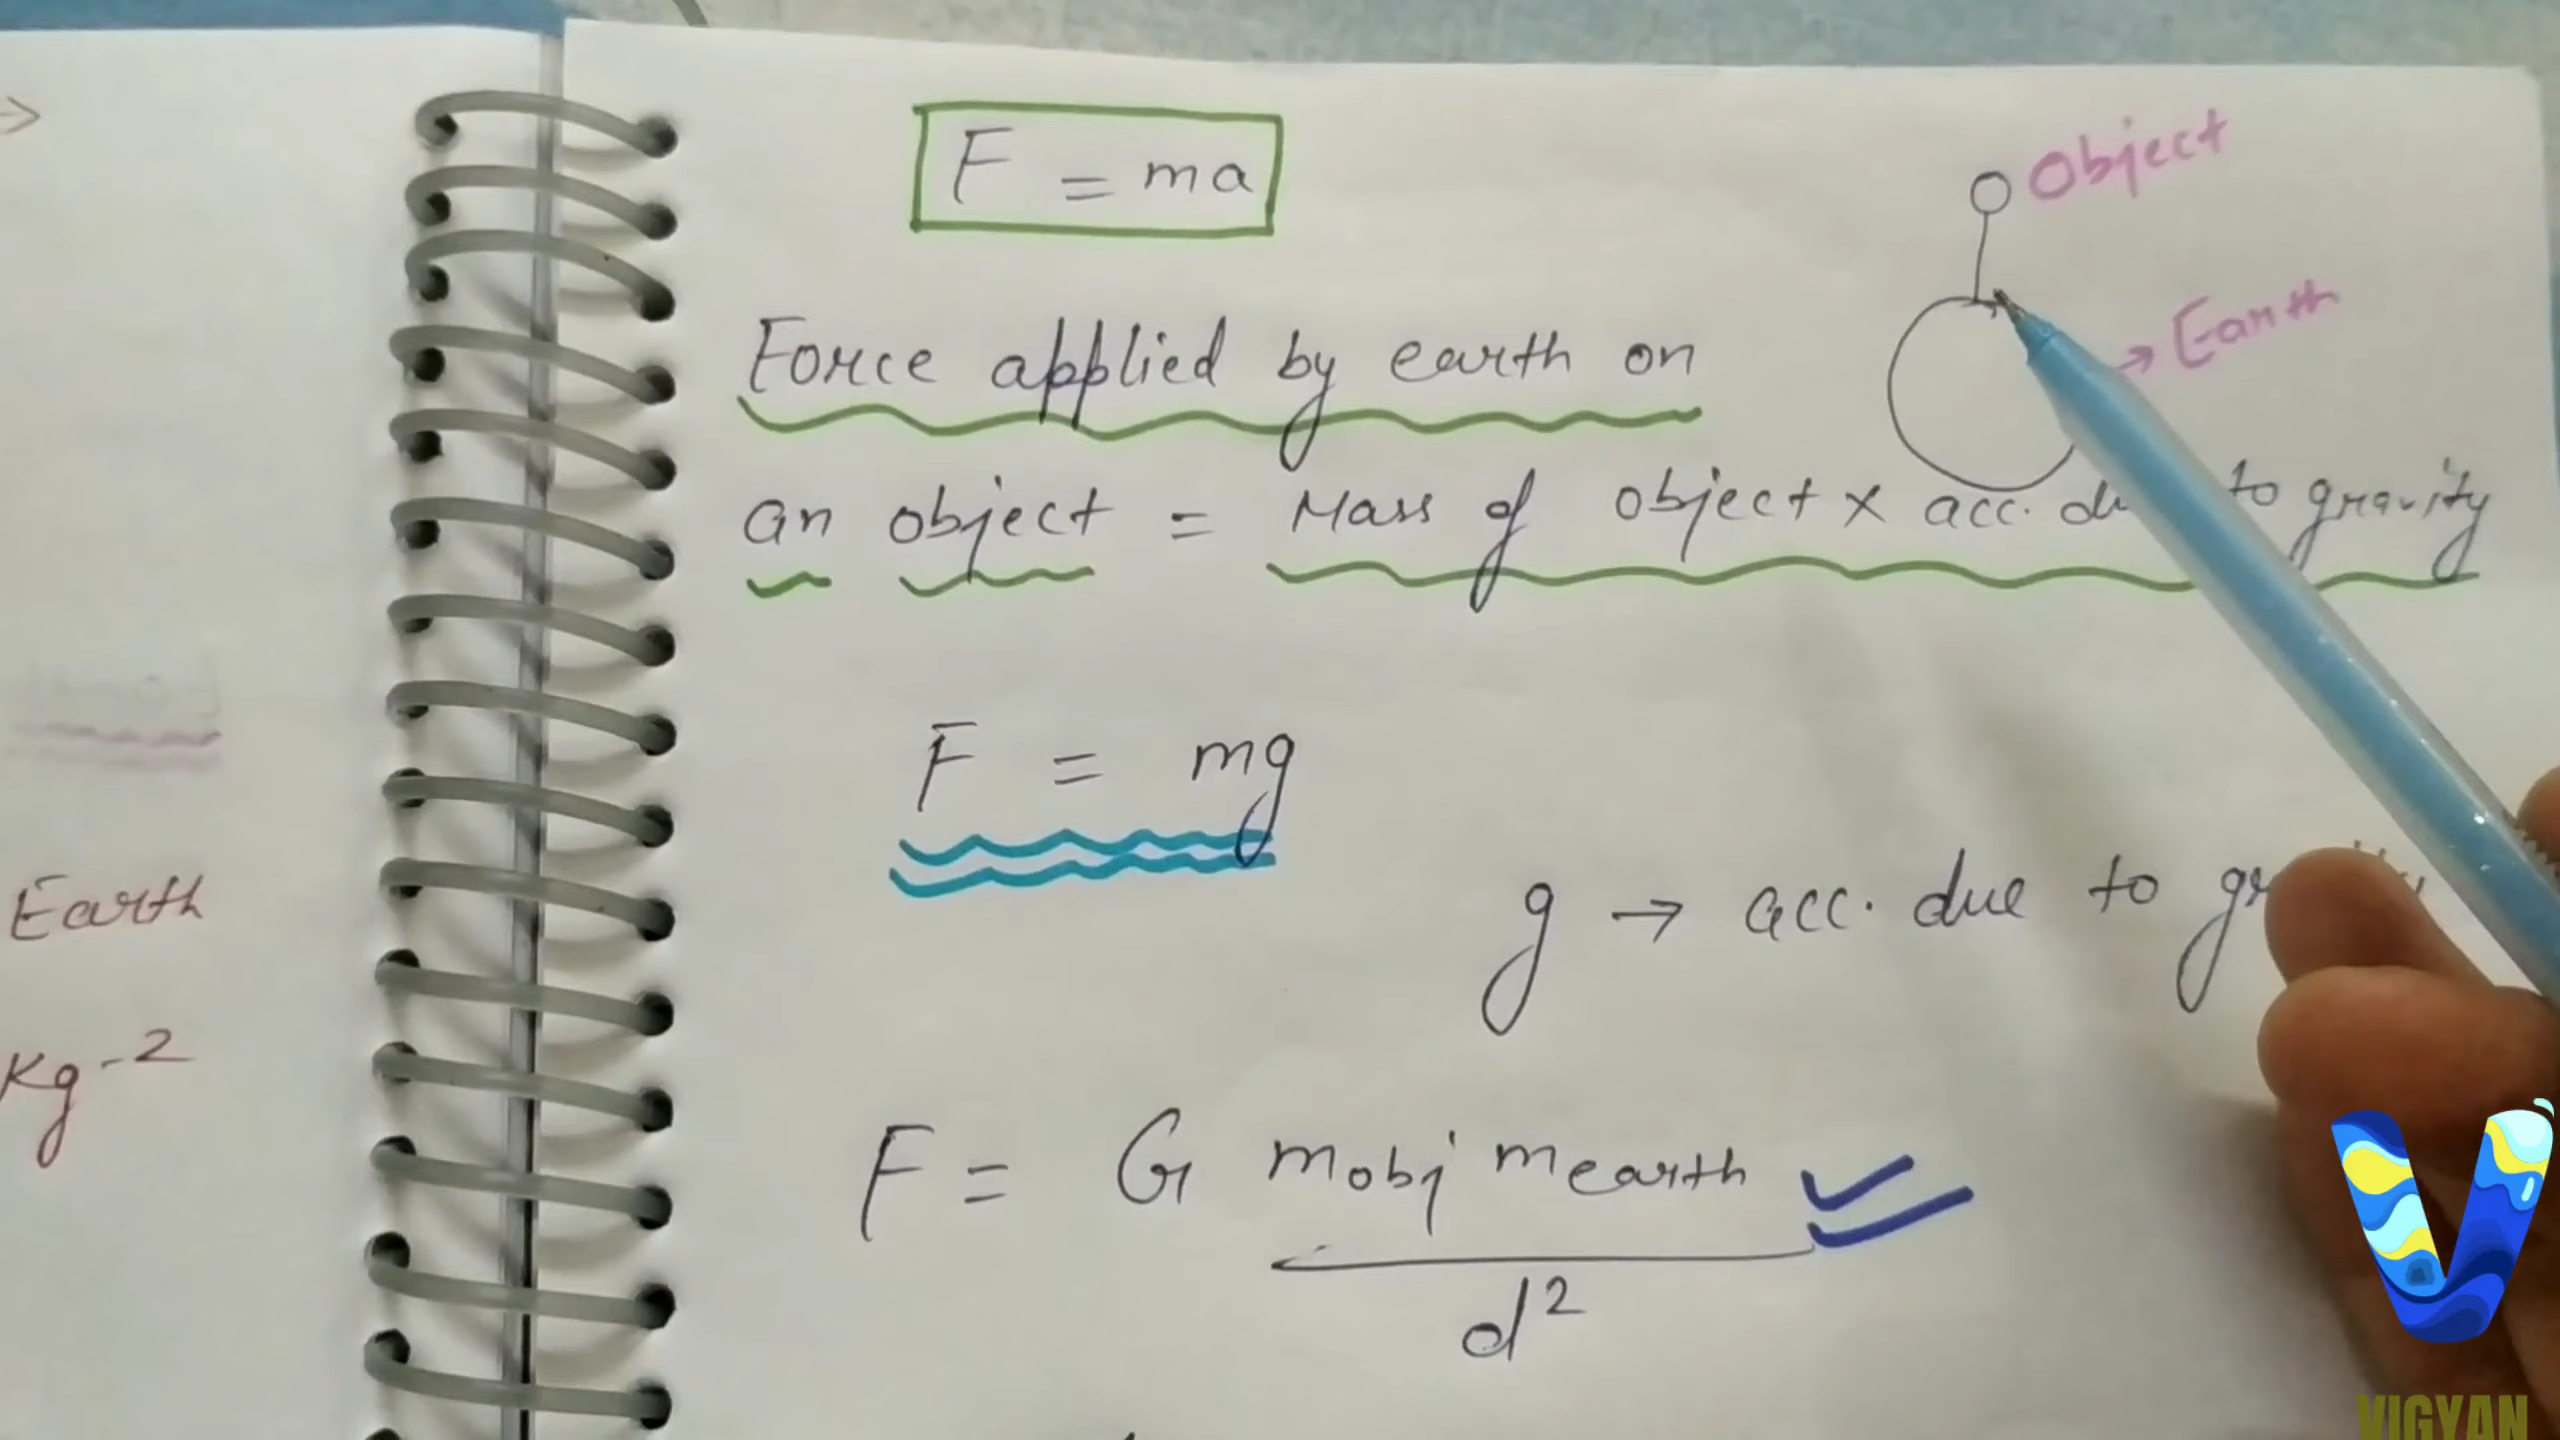 →
Earth
Kg-2
F = ma
Object
→ Earth
Force applied by earth on
an object = Mass of object × acc. du to gravity
F = mg
g → acc. due to
F = G mobj mearth
d²
VIGYAN